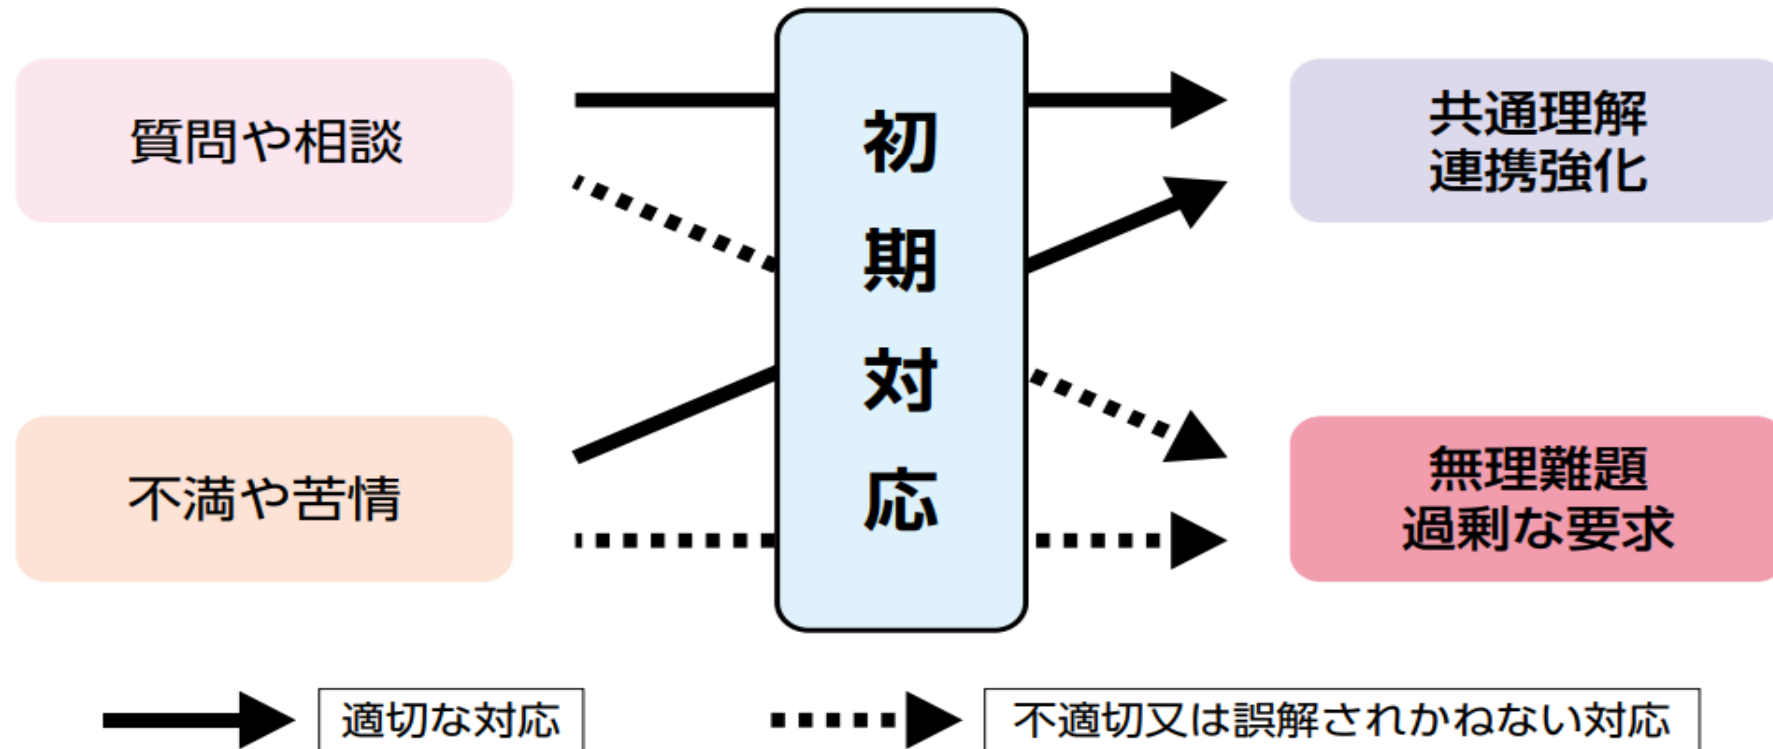 質問や相談
不満や苦情
初期対応
共通理解
連携強化
無理難題
過剰な要求
適切な対応
不適切又は誤解されかねない対応